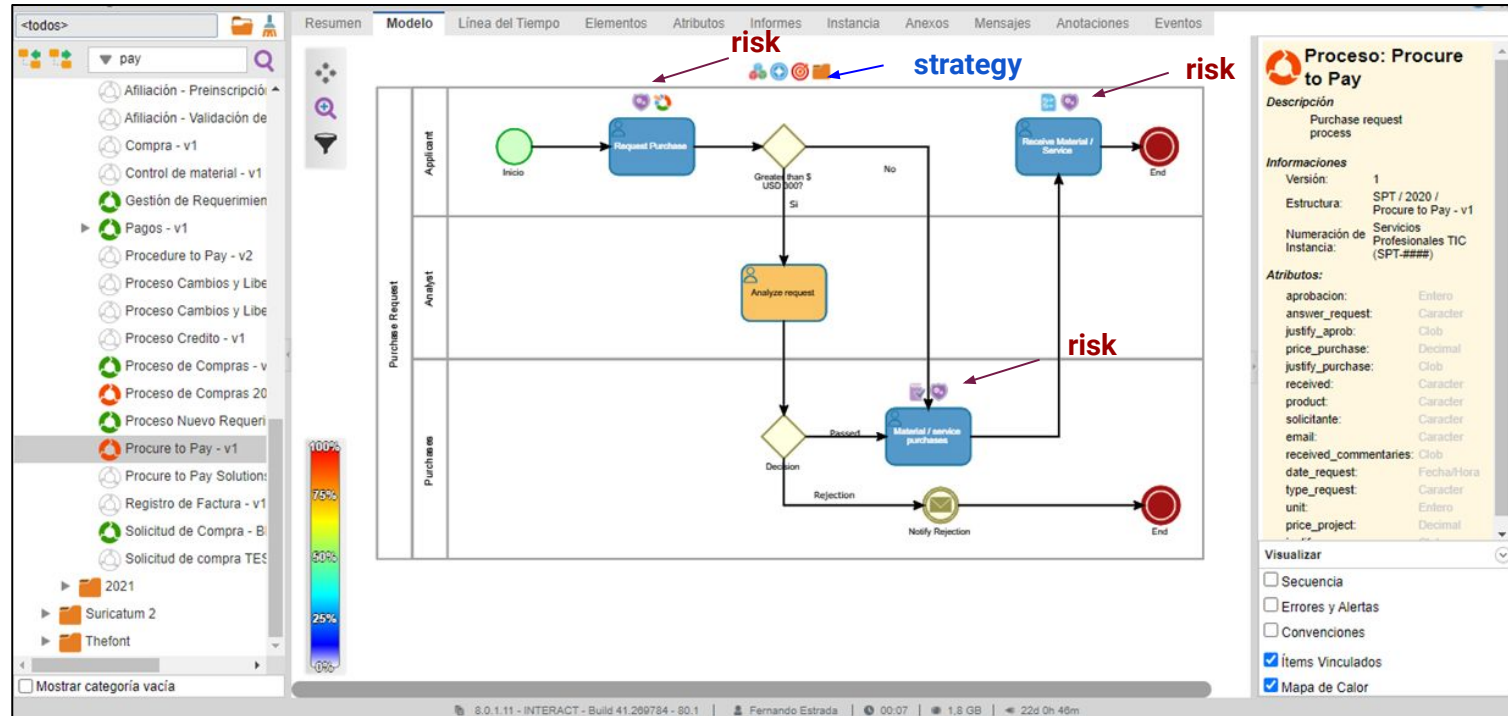 <todos>
pay
Afiliación - Preinscripció
Afiliación - Validación de
Compra - v1
Control de material - v1
Gestión de Requerimien
Pagos - v1
Procedure to Pay - v2
Proceso Cambios y Libe
Proceso Cambios y Libe
Proceso Credito - v1
Proceso de Compras - v
Proceso de Compras 20
Proceso Nuevo Requeri
Procure to Pay - v1
Procure to Pay Solution
Registro de Factura - v1
Solicitud de Compra - B
Solicitud de compra TES
2021
Suricatum 2
Thefont
Mostrar categoría vacía
Resumen
Modelo
Línea del Tiempo
Elementos
Atributos
Informes
Instancia
Anexos
Mensajes
Anotaciones
Eventos
risk
strategy
risk
Purchase Request
Applicant
Inicio
Request Purchase
Greater than $
USD 000?
No
Si
Receive Material /
Service
End
Analyst
Analyze request
risk
Purchases
Decision
Passed
Material / service
purchases
Rejection
Notify Rejection
End
100%
75%
50%
25%
0%
Proceso: Procure
to Pay
Descripción
Purchase request
process
Informaciones
Versión: 1
Estructura: SPT / 2020 /
Procure to Pay - v1
Numeración de
Instancia:
Servicios
Profesionales TIC
(SPT-####)
Atributos:
aprobacion: Entero
answer_request: Caracter
justify_aprob: Clob
price_purchase: Decimal
justify_purchase: Clob
received: Caracter
product: Caracter
solicitante: Caracter
email: Caracter
received_commentaries: Clob
date_request: Fecha/Hora
type_request: Caracter
unit: Entero
price_project: Decimal
Visualizar
Secuencia
Errores y Alertas
Convenciones
Ítems Vinculados
Mapa de Calor
8.0.1.11 - INTERACT - Build 41.269784 - 80.1 | Fernando Estrada | 00:07 | 1,8 GB | 22d 0h 46m